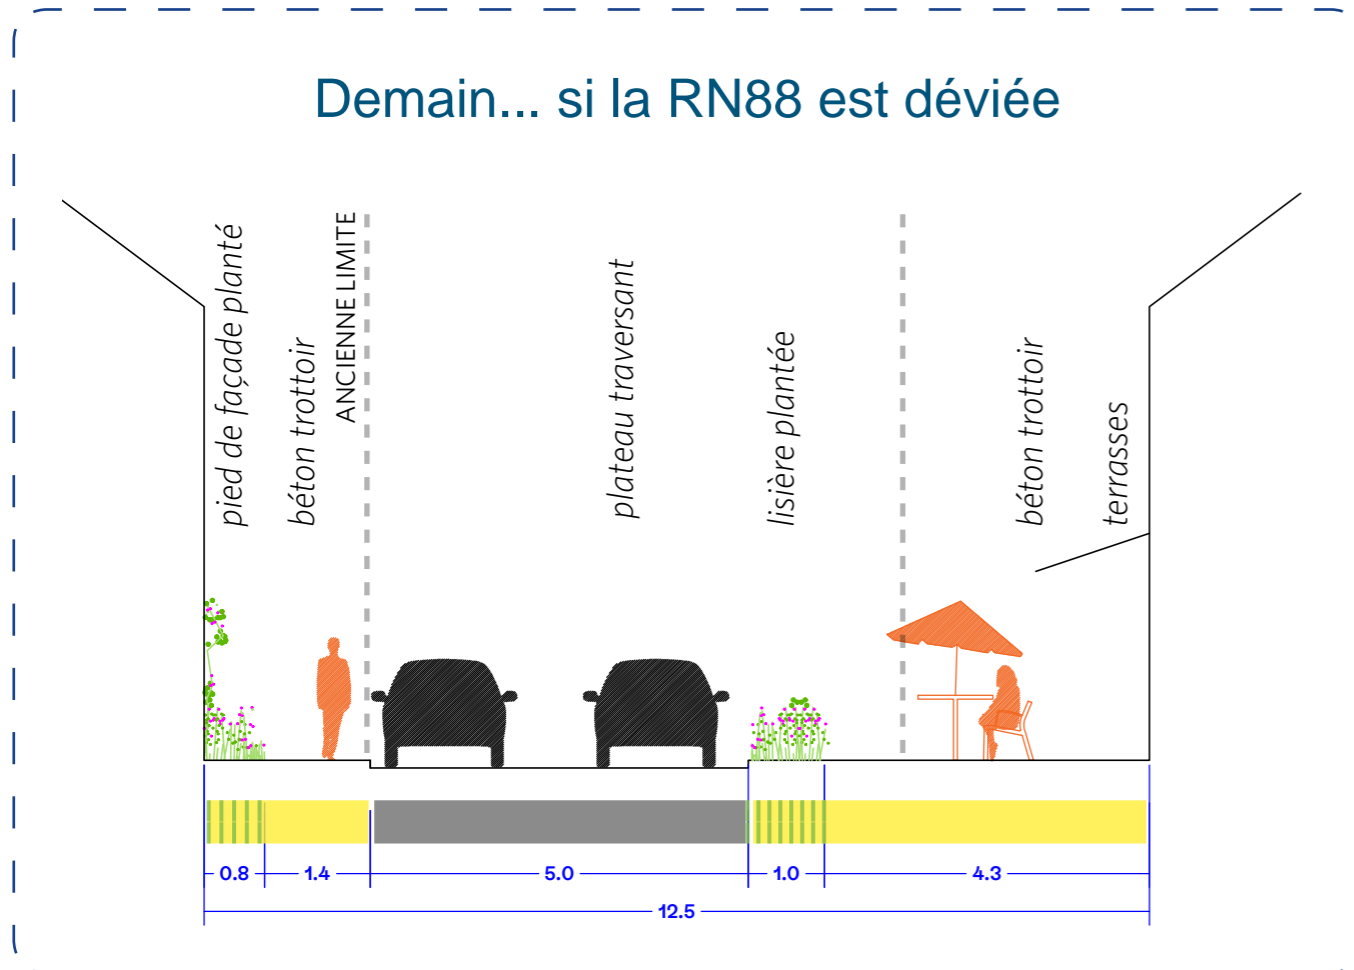 Demain... si la RN88 est déviée
pied de façade planté
béton trottoir
ANCIENNE LIMITE
plateau traversant
lisière plantée
béton trottoir
terrasses
0.8
1.4
5.0
1.0
4.3
12.5